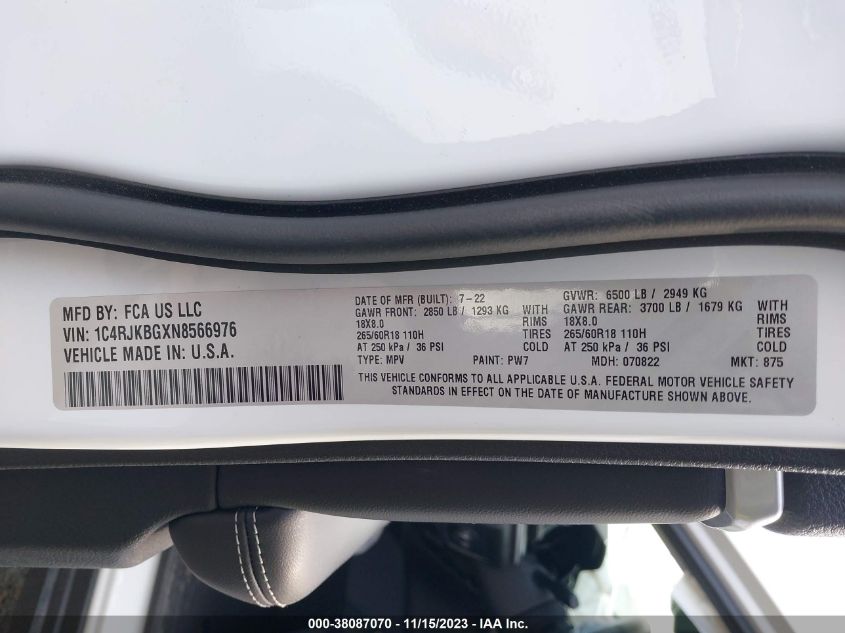 MFD BY: FCA US LLC
VIN: 1C4RJKBGXN8566976
VEHICLE MADE IN: U.S.A.
DATE OF MFR (BUILT): 7-22 GVWR: 6500 LB / 2949 KG
GAWR FRONT: 2850 LB / 1293 KG WITH GAWR REAR: 3700 LB / 1679 KG WITH
18X8.0 RIMS 18X8.0 RIMS
265/60R18 110H TIRES 265/60R18 110H TIRES
AT 250 kPa / 36 PSI COLD AT 250 kPa / 36 PSI COLD
TYPE: MPV PAINT: PW7 MDH: 070822 MKT: 875
THIS VEHICLE CONFORMS TO ALL APPLICABLE U.S.A. FEDERAL MOTOR VEHICLE SAFETY
STANDARDS IN EFFECT ON THE DATE OF MANUFACTURE SHOWN ABOVE.
000-38087070 - 11/15/2023 - IAA Inc.